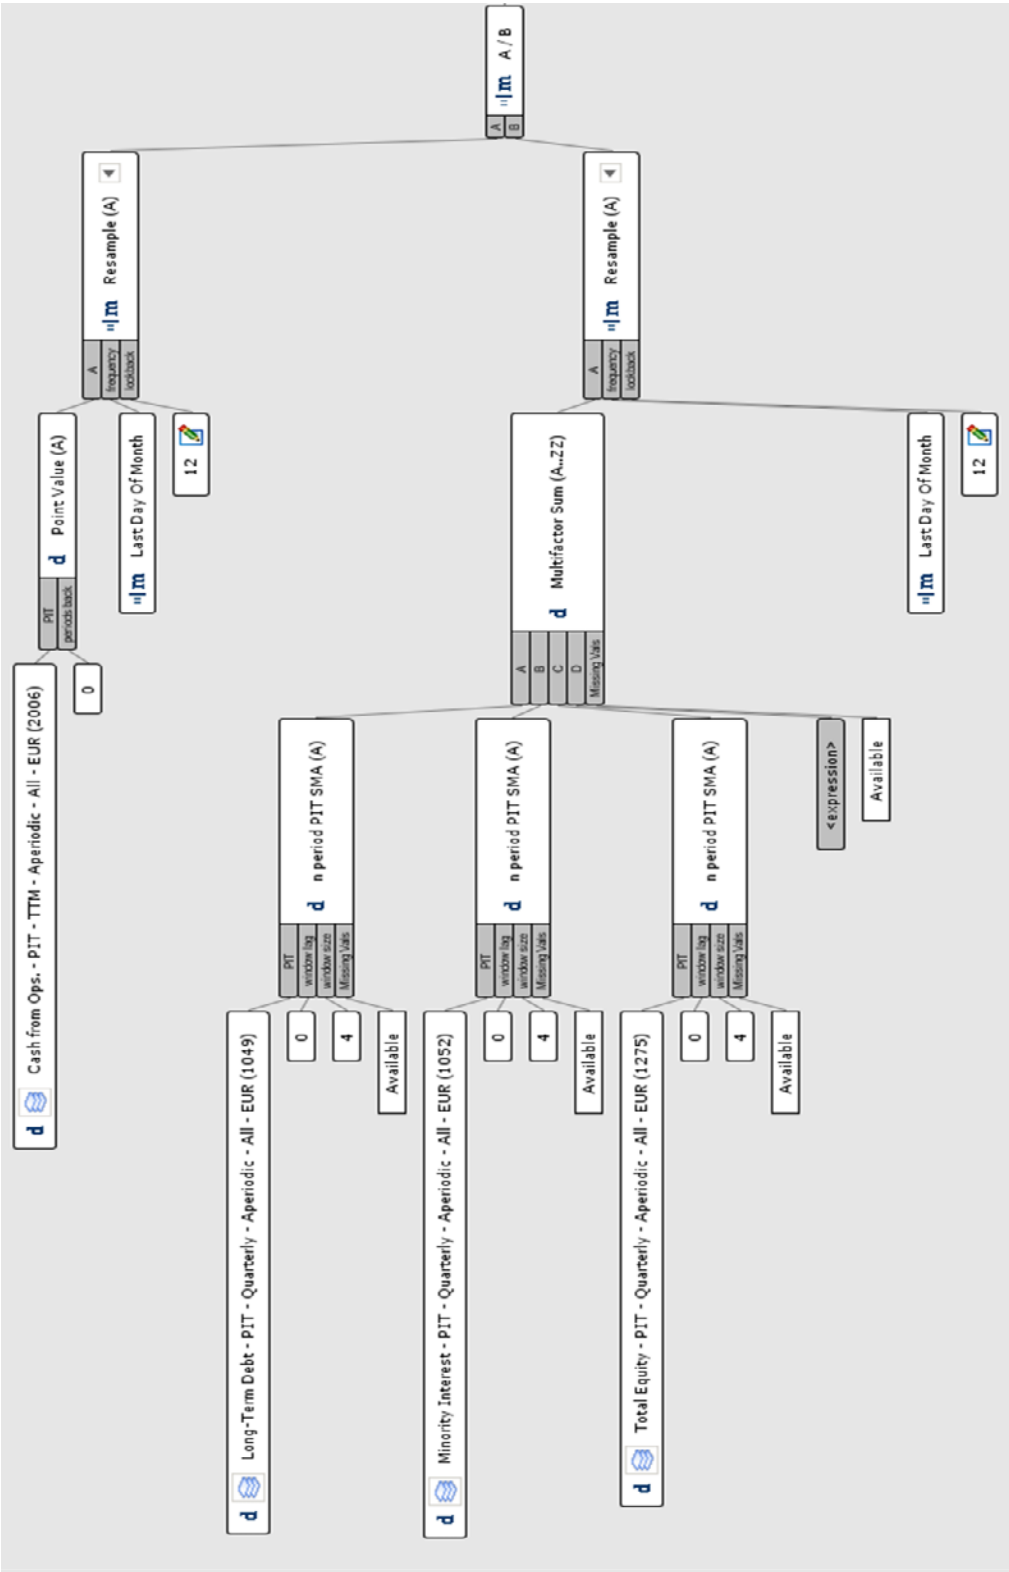 A / B
A
B
Resample (A)
A
frequency
lookback
Point Value (A)
PIT
periods back
d Cash from Ops. - PIT - TTM - Aperiodic - All - EUR (2006)
0
"|m Last Day Of Month
12
"|m Resample (A)
A
frequency
lookback
d Multifactor Sum (A..ZZ)
A
B
C
D
Missing Vals
d n period PIT SMA (A)
PIT
window lag
window size
Missing Vals
d Long-Term Debt - PIT - Quarterly - Aperiodic - All - EUR (1049)
0
4
Available
d n period PIT SMA (A)
PIT
window lag
window size
Missing Vals
d Minority Interest - PIT - Quarterly - Aperiodic - All - EUR (1052)
0
4
Available
d n period PIT SMA (A)
PIT
window lag
window size
Missing Vals
d Total Equity - PIT - Quarterly - Aperiodic - All - EUR (1275)
0
4
Available
<expression>
Available
"|m Last Day Of Month
12